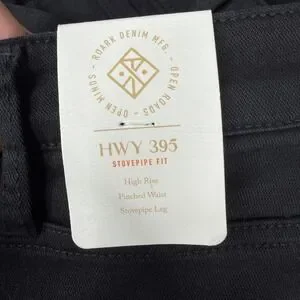 ROARK DENIM MFG.
OPEN ROADS
OPEN MINDS
HWY 395
STOVEPIPE FIT
High Rise
Pinched Waist
Stovepipe Leg